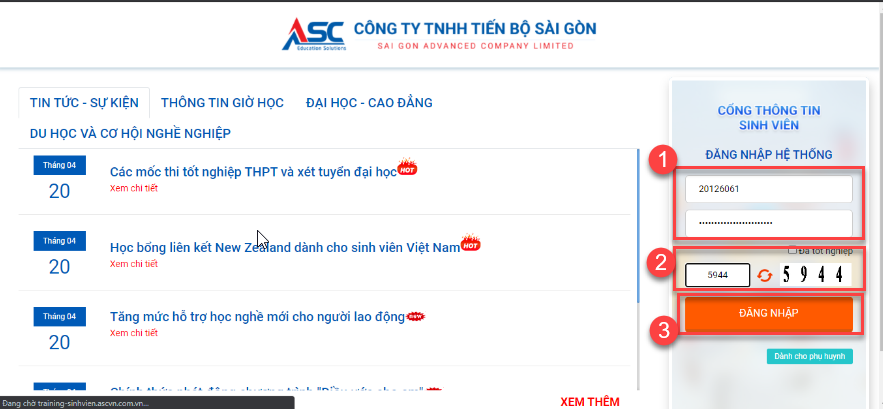 ASC
Education Solutions
CÔNG TY TNHH TIẾN BỘ SÀI GÒN
SAI GON ADVANCED COMPANY LIMITED
TIN TỨC - SỰ KIỆN
THÔNG TIN GIỜ HỌC
ĐẠI HỌC - CAO ĐẲNG
DU HỌC VÀ CƠ HỘI NGHỀ NGHIỆP
Tháng 04
20
Các mốc thi tốt nghiệp THPT và xét tuyển đại học
HOT
Xem chi tiết
Tháng 04
20
Học bổng liên kết New Zealand dành cho sinh viên Việt Nam
HOT
Xem chi tiết
Tháng 04
20
Tăng mức hỗ trợ học nghề mới cho người lao động
new
Xem chi tiết
Tháng 04
XEM THÊM
Đang chờ training-sinhvien.ascvn.com.vn...
CỔNG THÔNG TIN
SINH VIÊN
ĐĂNG NHẬP HỆ THỐNG
1
20126061
Đã tốt nghiệp
2
5944
5 9 4 4
3
ĐĂNG NHẬP
Dành cho phụ huynh